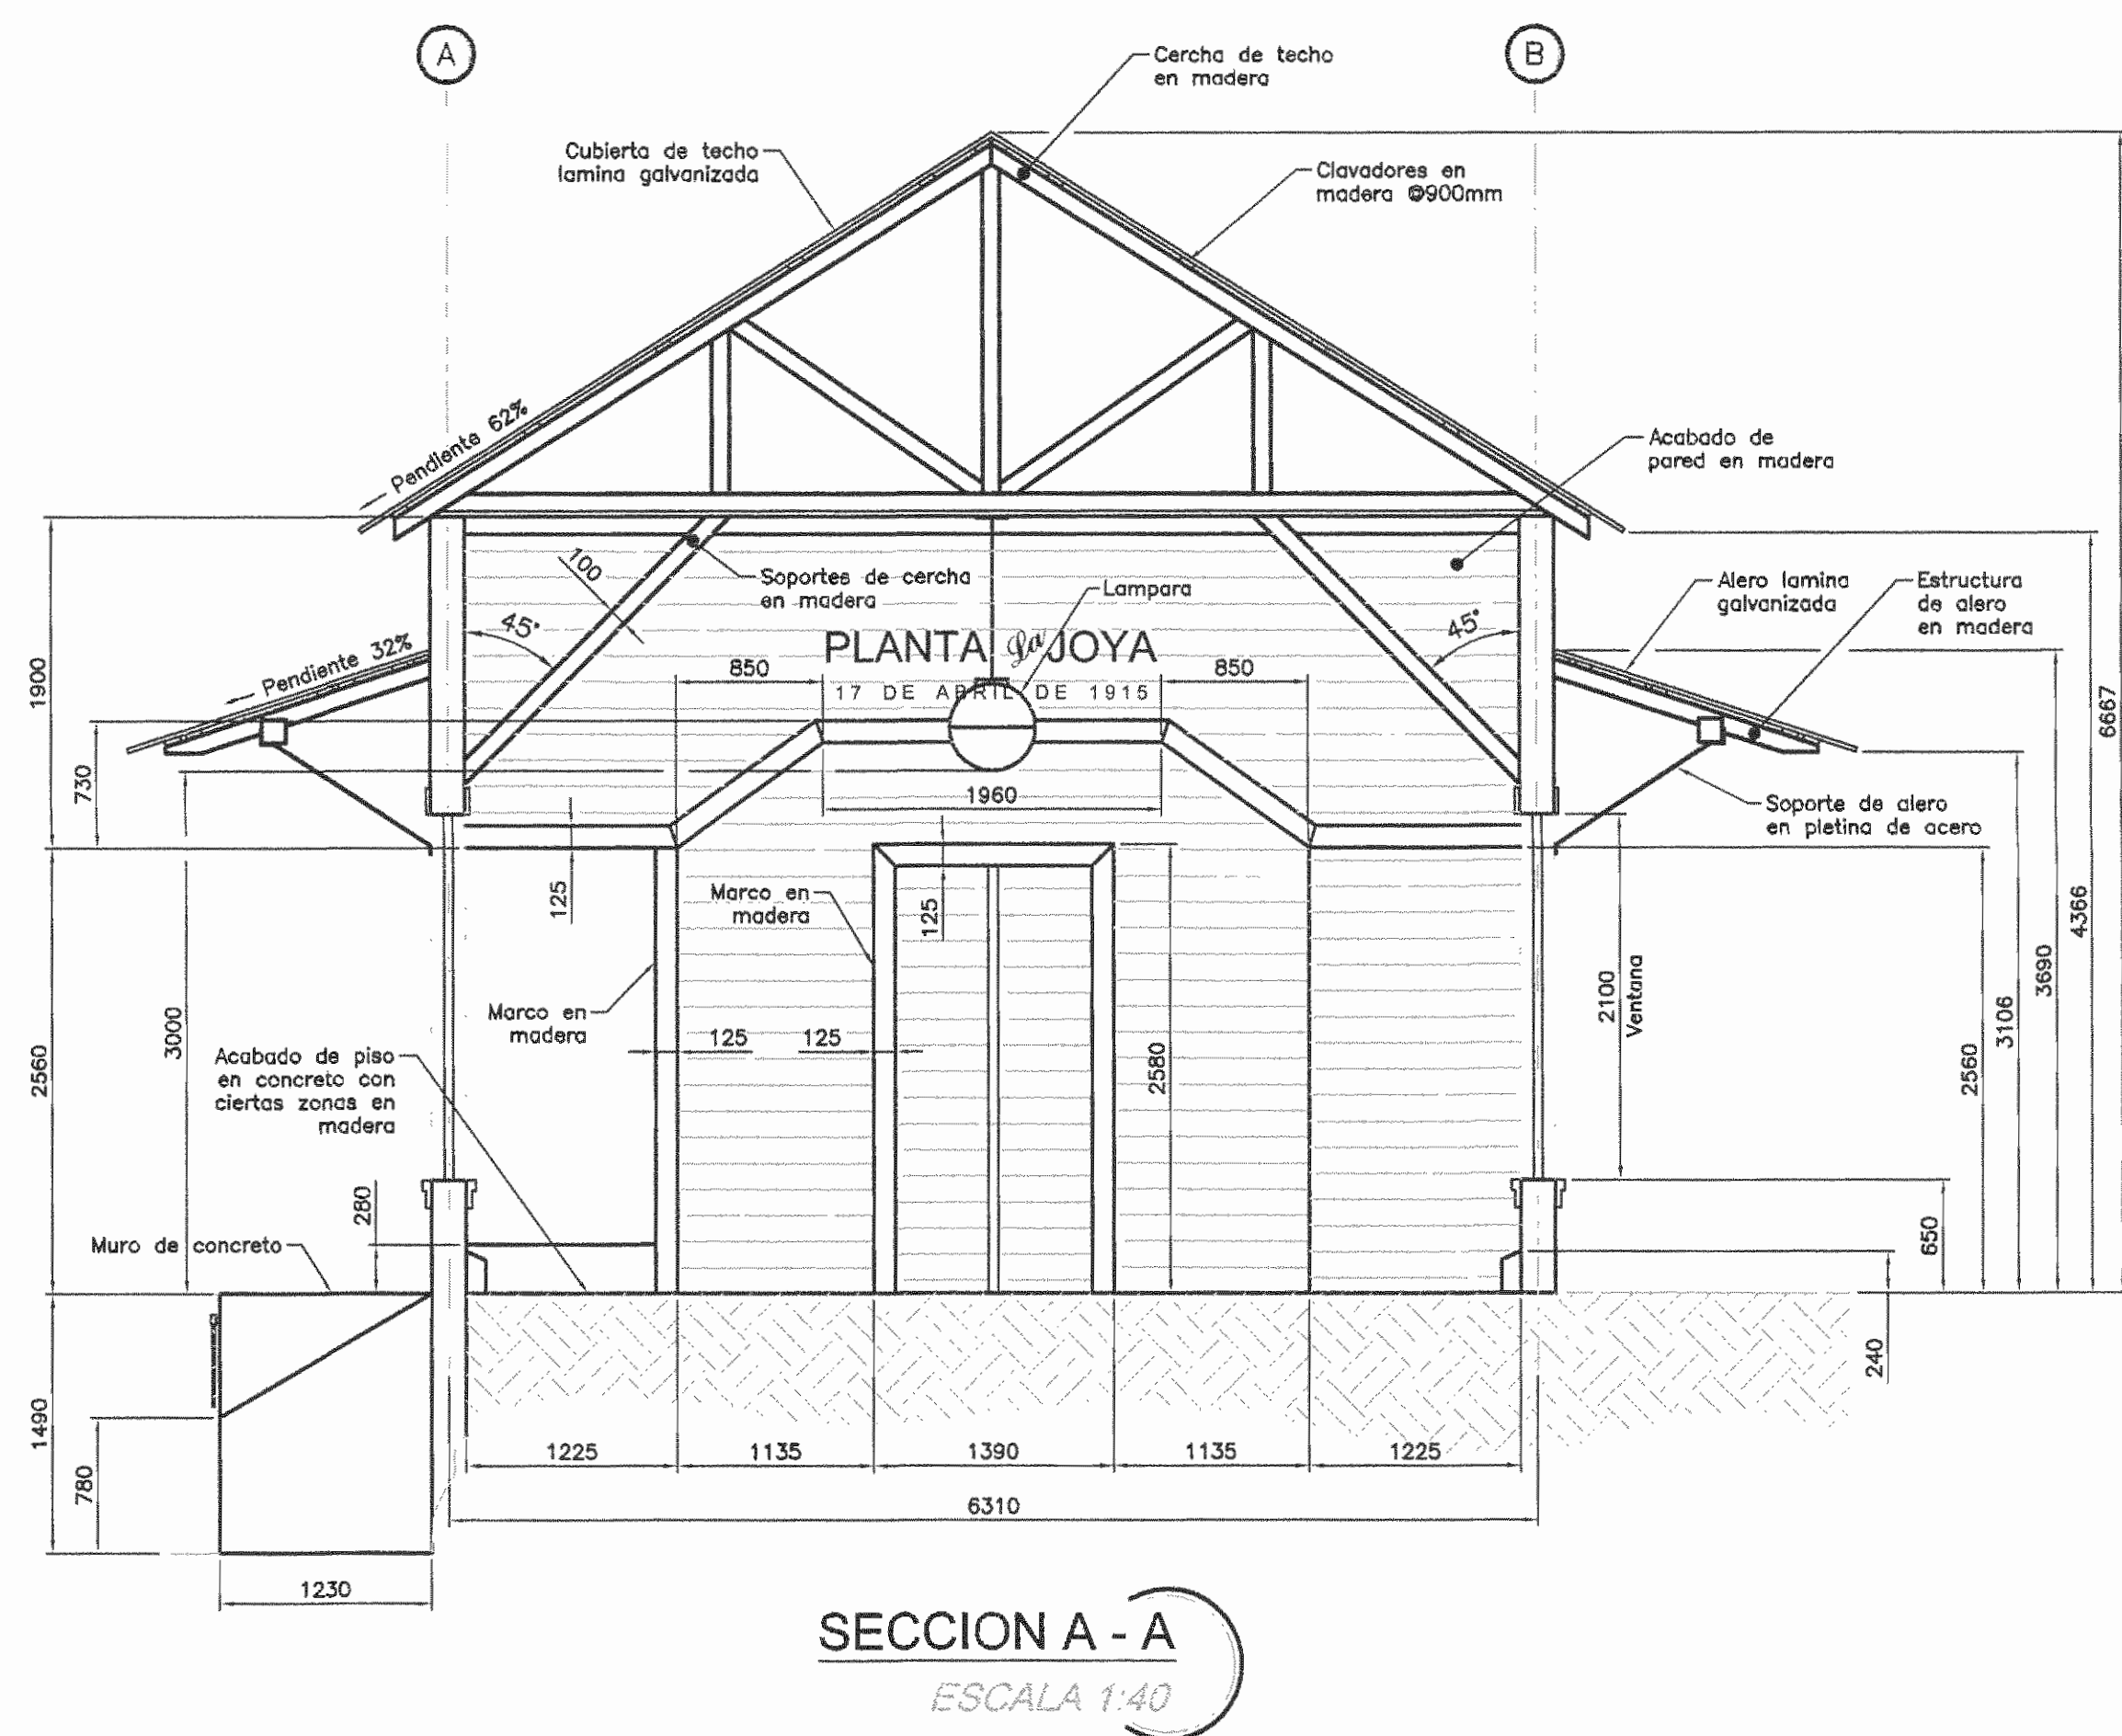 A
B
Cercha de techo
en madera
Cubierta de techo
lamina galvanizada
Clavadores en
madera @900mm
Pendiente 62%
Acabado de
pared en madera
100
Soportes de cercha
en madera
Lampara
Alero lamina
galvanizada
Estructura
de alero
en madera
45°
45°
PLANTA La JOYA
17 DE ABRIL DE 1915
Pendiente 32%
850
850
1900
730
1960
6667
4366
3690
3106
2560
Soporte de alero
en pletina de acero
125
125
Marco en
madera
Marco en
madera
2100
Ventana
3000
2560
Acabado de piso
en concreto con
ciertas zonas en
madera
125
125
2580
280
650
240
Muro de concreto
1490
780
1225
1135
1390
1135
1225
6310
1230
SECCION A - A
ESCALA 1:40